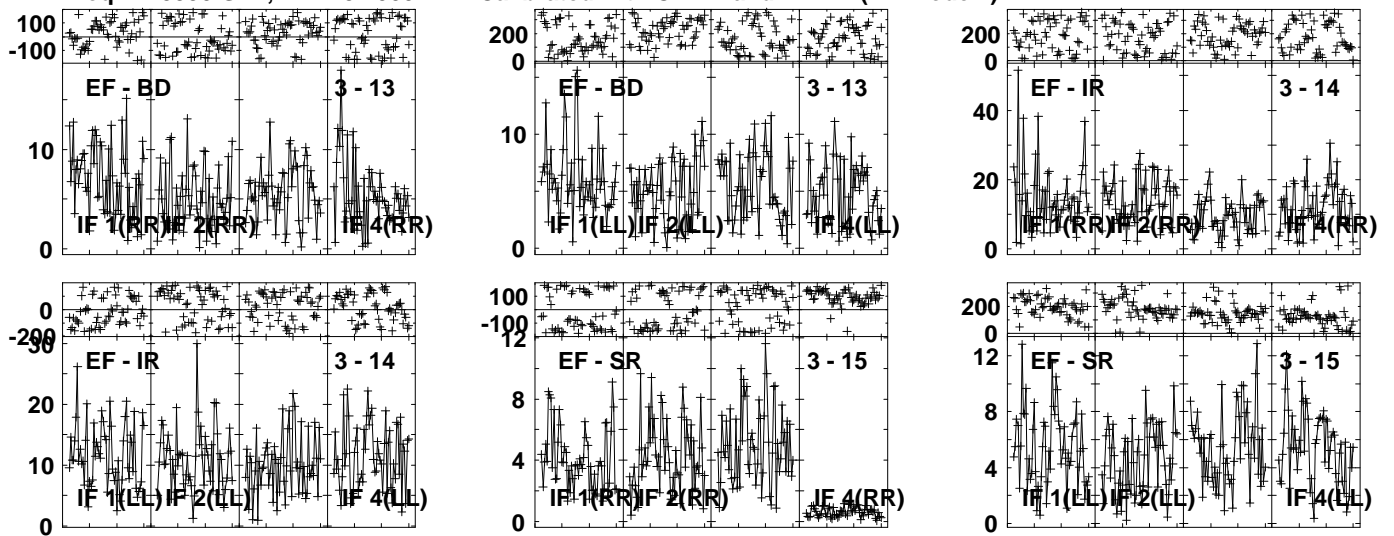 100
-100
EF - BD 3 - 13
10
0
IF 1(RR) IF 2(RR) IF 4(RR)
200
0
EF - BD 3 - 13
10
0
IF 1(LL) IF 2(LL) IF 4(LL)
200
0
EF - IR 3 - 14
40
20
0
IF 1(RR) IF 2(RR) IF 4(RR)
0
-200
30
EF - IR 3 - 14
20
10
0
IF 1(LL) IF 2(LL) IF 4(LL)
100
-100
12
EF - SR 3 - 15
8
4
0
IF 1(RR) IF 2(RR) IF 4(RR)
200
0
12
EF - SR 3 - 15
8
4
0
IF 1(LL) IF 2(LL) IF 4(LL)